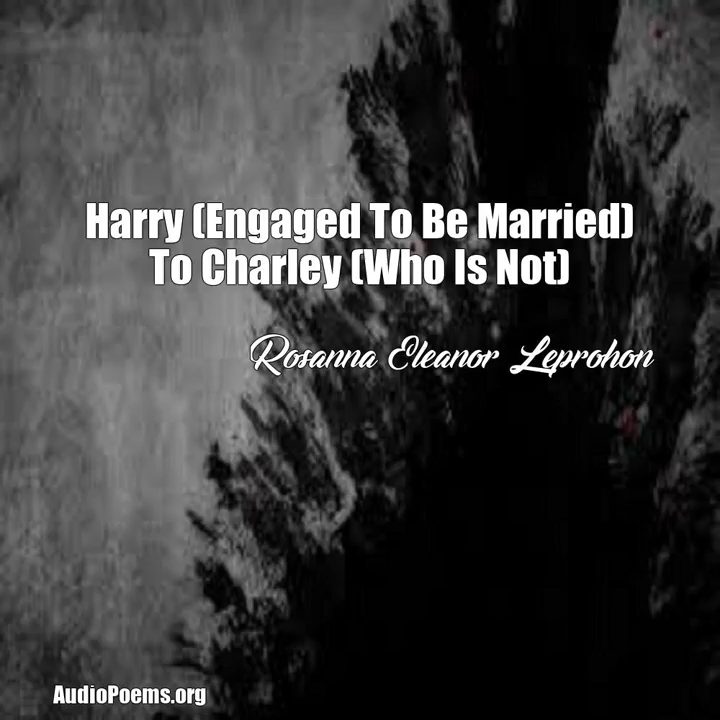 Harry (Engaged To Be Married)
To Charley (Who Is Not)
Rosanna Eleanor Leprohon
AudioPoems.org